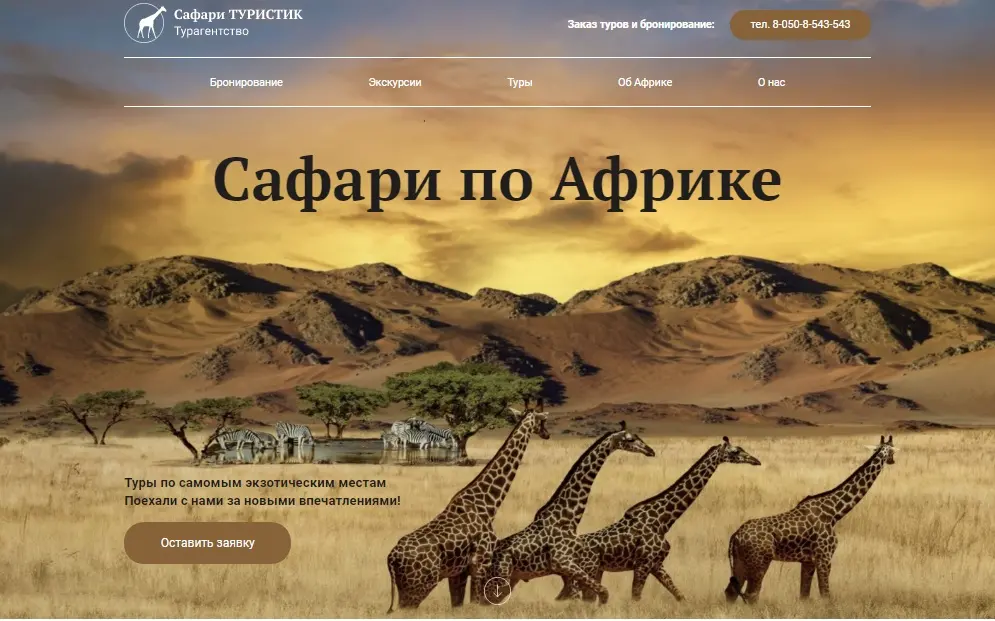 Сафари ТУРИСТИК
Турагентство
Заказ туров и бронирование:
тел. 8-050-8-543-543
Бронирование
Экскурсии
Туры
Об Африке
О нас
Сафари по Африке
Туры по самомым экзотическим местам
Поехали с нами за новыми впечатлениями!
Оставить заявку